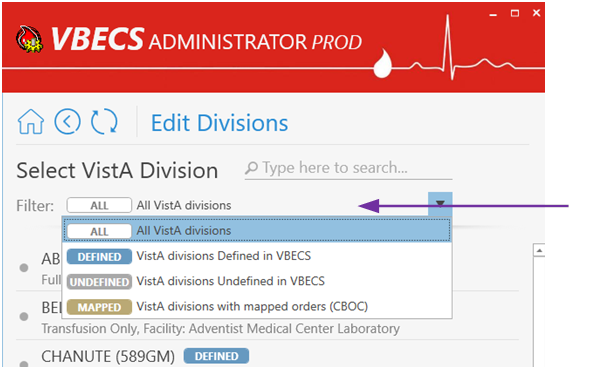 VBECS ADMINISTRATOR PROD
Edit Divisions
Select VistA Division Type here to search...
Filter: ALL All VistA divisions
ALL All VistA divisions
DEFINED VistA divisions Defined in VBECS
UNDEFINED VistA divisions Undefined in VBECS
MAPPED VistA divisions with mapped orders (CBOC)
AB
Full
BE
Transfusion Only, Facility: Adventist Medical Center Laboratory
CHANUTE (589GM) DEFINED